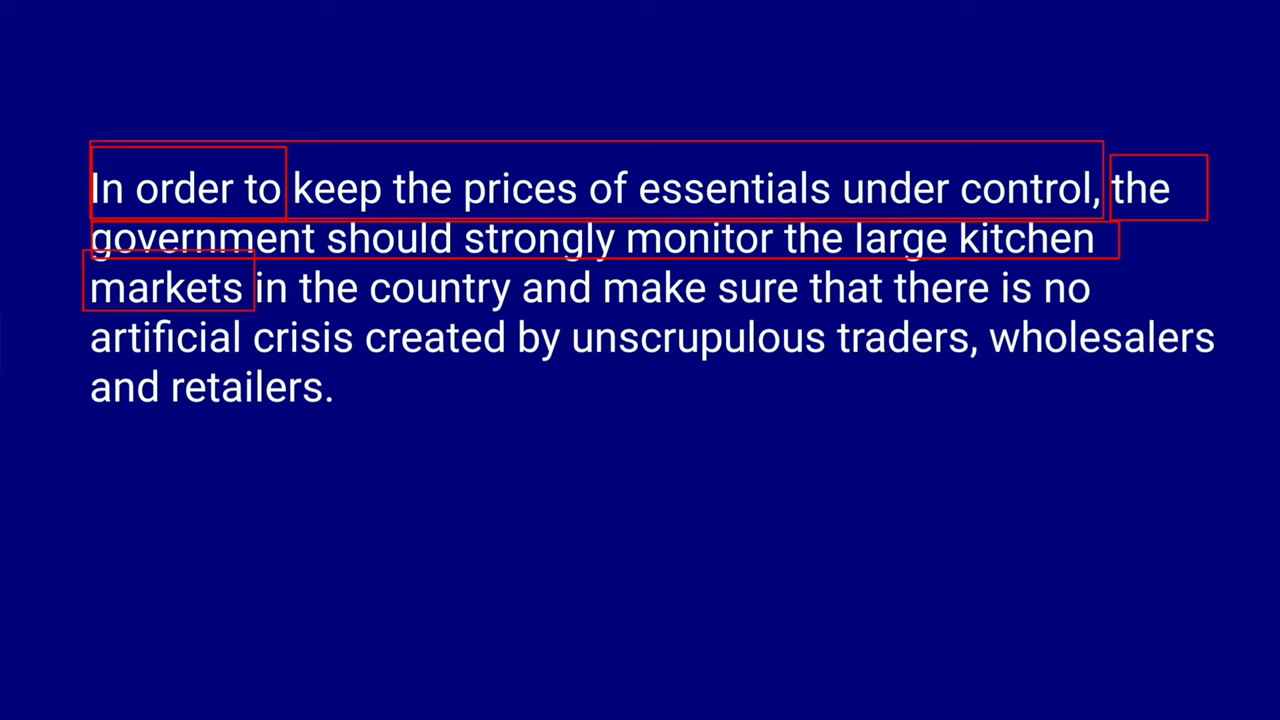 In order to keep the prices of essentials under control, the
government should strongly monitor the large kitchen
markets in the country and make sure that there is no
artificial crisis created by unscrupulous traders, wholesalers
and retailers.